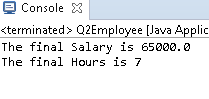 Console
<terminated> Q2Employee [Java Applic
The final Salary is 65000.0
The final Hours is 7